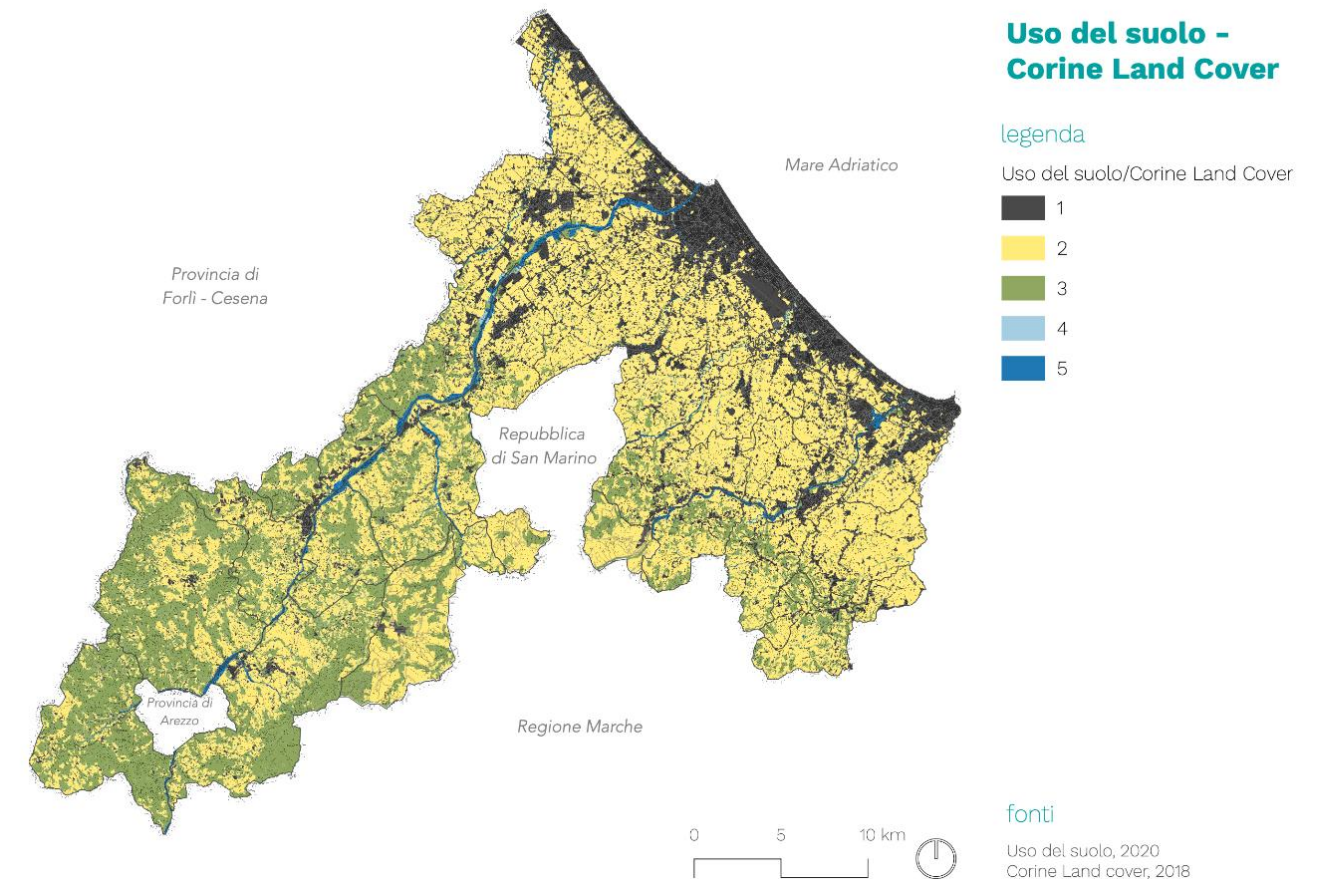 Uso del suolo -
Corine Land Cover
legenda
Uso del suolo/Corine Land Cover
1
2
3
4
5
Mare Adriatico
Provincia di
Forlì - Cesena
Repubblica
di San Marino
Provincia di
Arezzo
Regione Marche
0 5 10 km
fonti
Uso del suolo, 2020
Corine Land cover, 2018